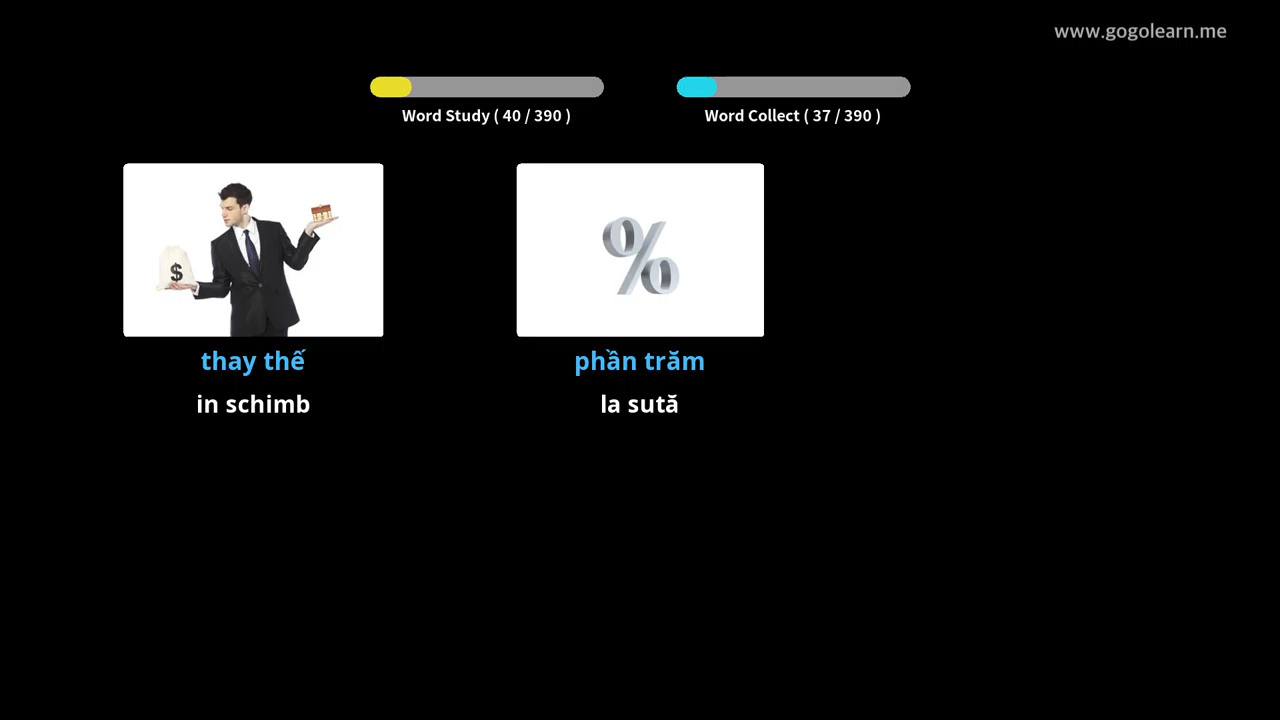 www.gogolearn.me
Word Study ( 40 / 390 )
Word Collect ( 37 / 390 )
$
%
thay thế
phần trăm
in schimb
la sută